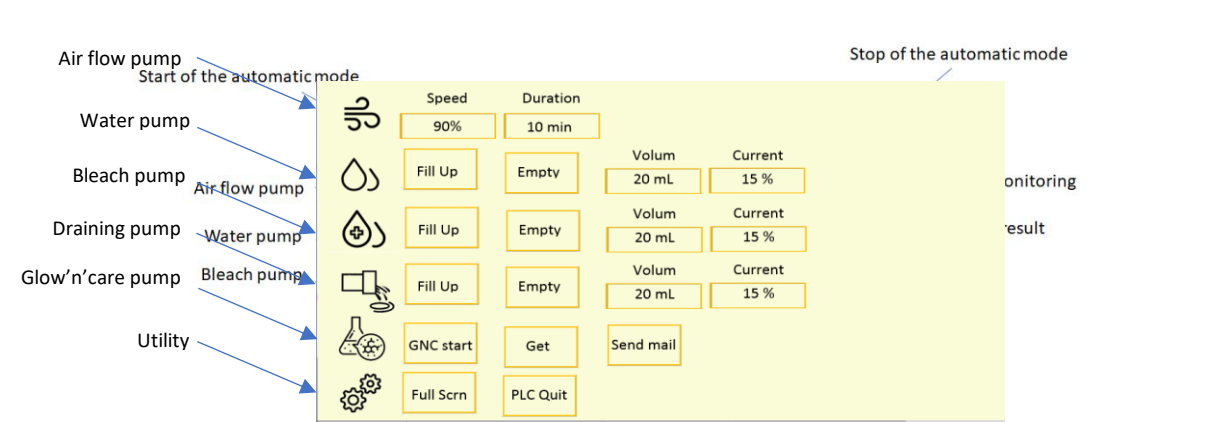 Stop of the automatic mode
Air flow pump
Start of the automatic mode
Speed Duration
90% 10 min
Water pump
Volum Current
Fill Up Empty 20 mL 15 %
Bleach pump
Air flow pump
onitoring
Volum Current
Fill Up Empty 20 mL 15 %
Draining pump
Water pump
result
Volum Current
Fill Up Empty 20 mL 15 %
Glow'n'care pump
Bleach pump
GNC start Get Send mail
Utility
Full Scrn PLC Quit